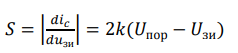 S = |di_c / du_зи| = 2k(U_пор − U_зи)